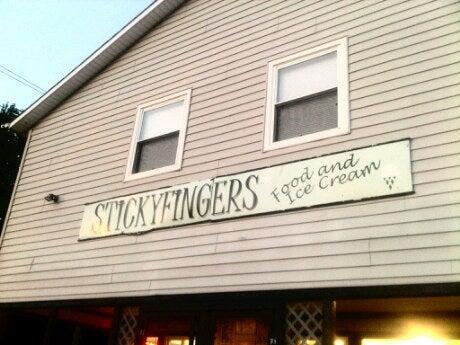 STICKYFINGERS
Food and
Ice Cream